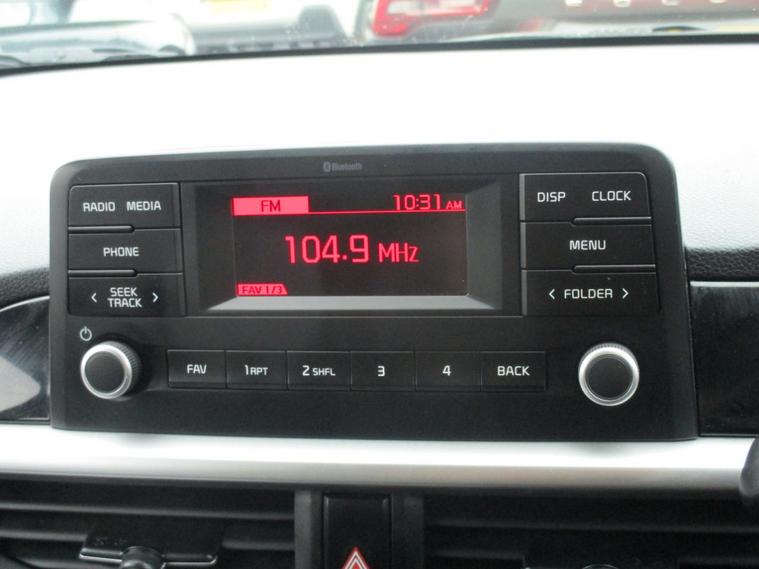 Bluetooth
RADIO MEDIA
PHONE
< SEEK TRACK >
FM 10:31 AM
104.9 MHz
FAV 1/3
DISP CLOCK
MENU
< FOLDER >
FAV 1 RPT 2 SHFL 3 4 BACK